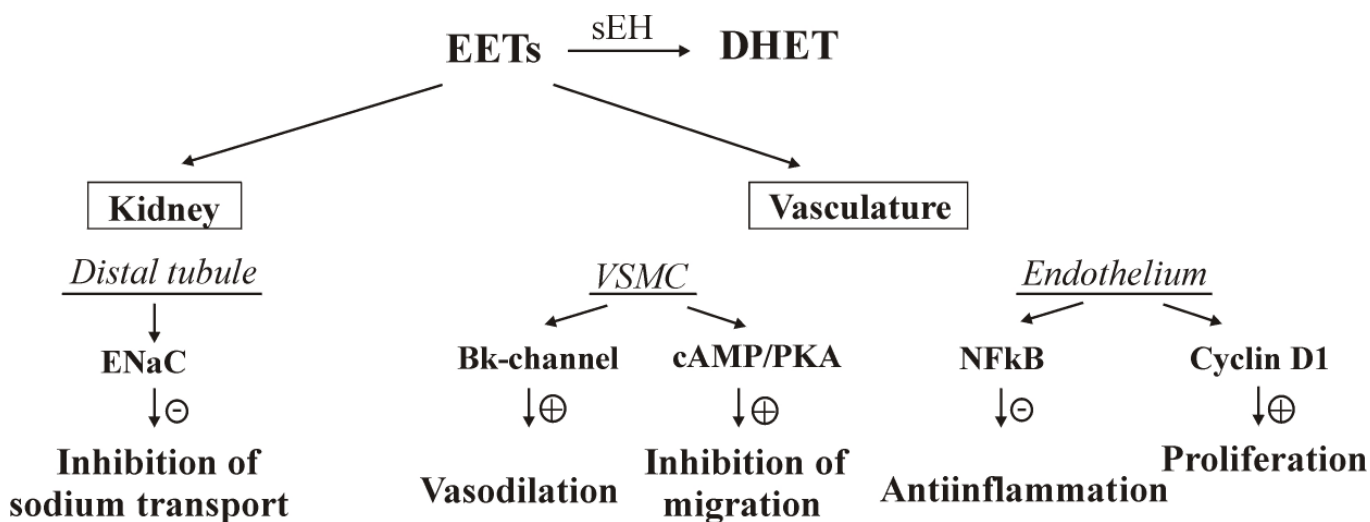 sEH
EETs DHET
Kidney Vasculature
Distal tubule VSMC Endothelium
ENaC Bk-channel cAMP/PKA NFkB Cyclin D1
⊖ ⊕ ⊕ ⊖ ⊕
Inhibition of
sodium transport
Vasodilation
Inhibition of
migration
Antiinflammation
Proliferation